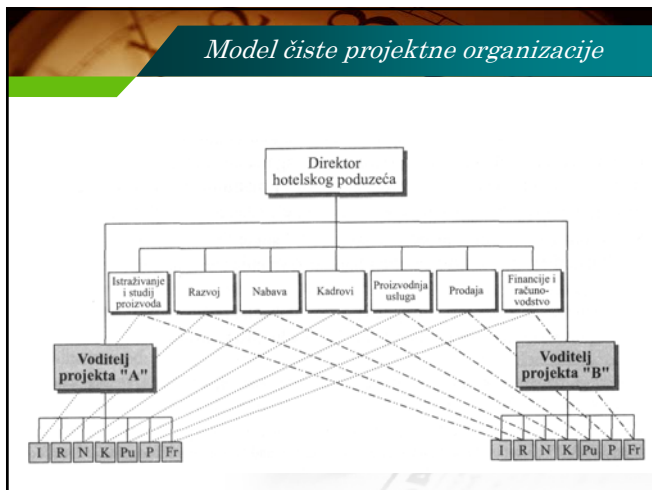 Model čiste projektne organizacije
Direktor
hotelskog poduzeća
Istraživanje
i studij
proizvoda
Razvoj
Nabava
Kadrovi
Proizvodnja
usluga
Prodaja
Financije i
računo-
vodstvo
Voditelj
projekta "A"
Voditelj
projekta "B"
I R N K Pu P Fr
I R N K Pu P Fr